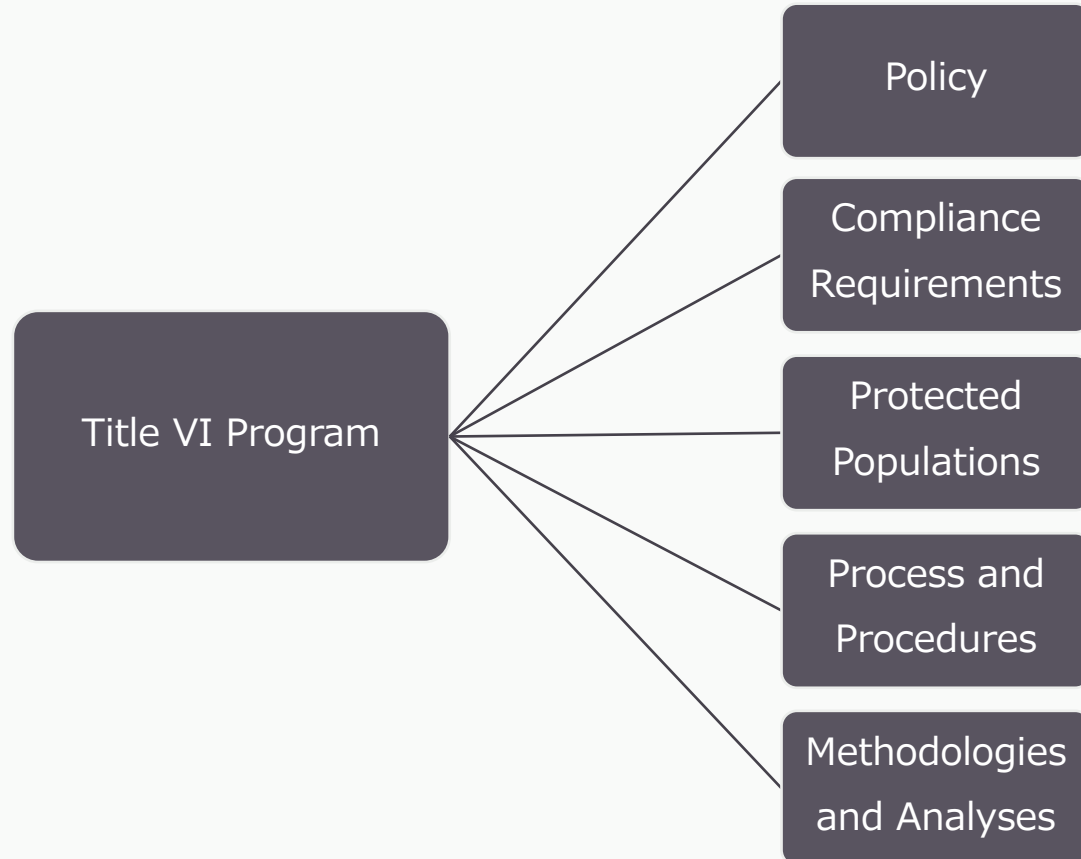 Title VI Program
Policy
Compliance
Requirements
Protected
Populations
Process and
Procedures
Methodologies
and Analyses